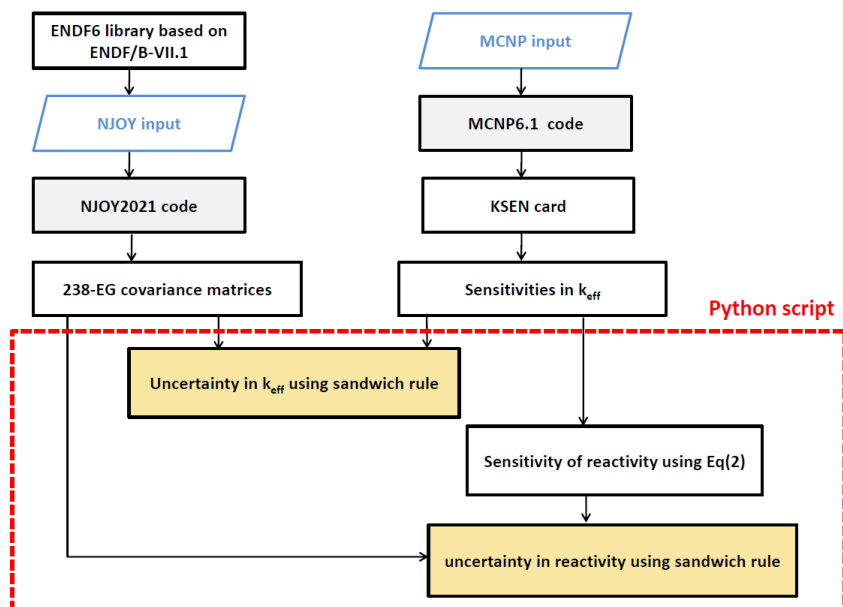 ENDF6 library based on
ENDF/B-VII.1
MCNP input
NJOY input
MCNP6.1 code
NJOY2021 code
KSEN card
238-EG covariance matrices
Sensitivities in keff
Python script
Uncertainty in keff using sandwich rule
Sensitivity of reactivity using Eq(2)
uncertainty in reactivity using sandwich rule